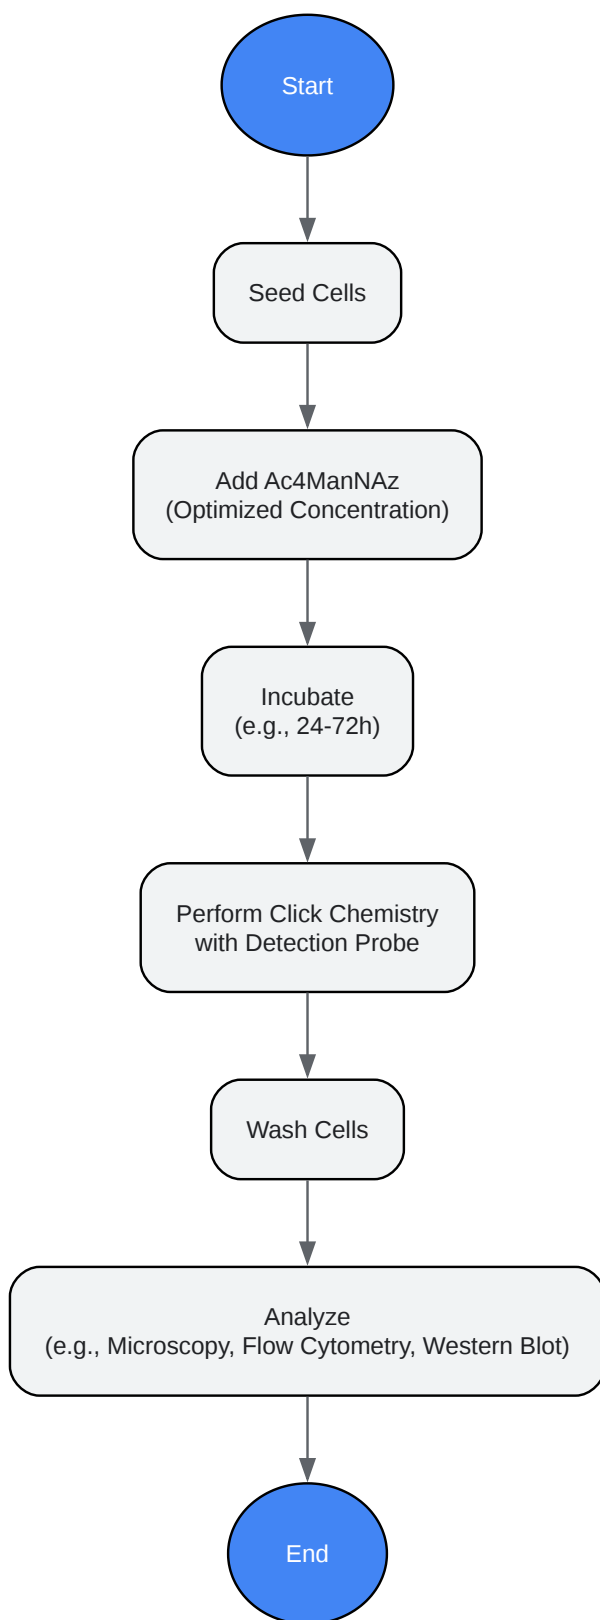 Start
Seed Cells
Add Ac4ManNAz
(Optimized Concentration)
Incubate
(e.g., 24-72h)
Perform Click Chemistry
with Detection Probe
Wash Cells
Analyze
(e.g., Microscopy, Flow Cytometry, Western Blot)
End